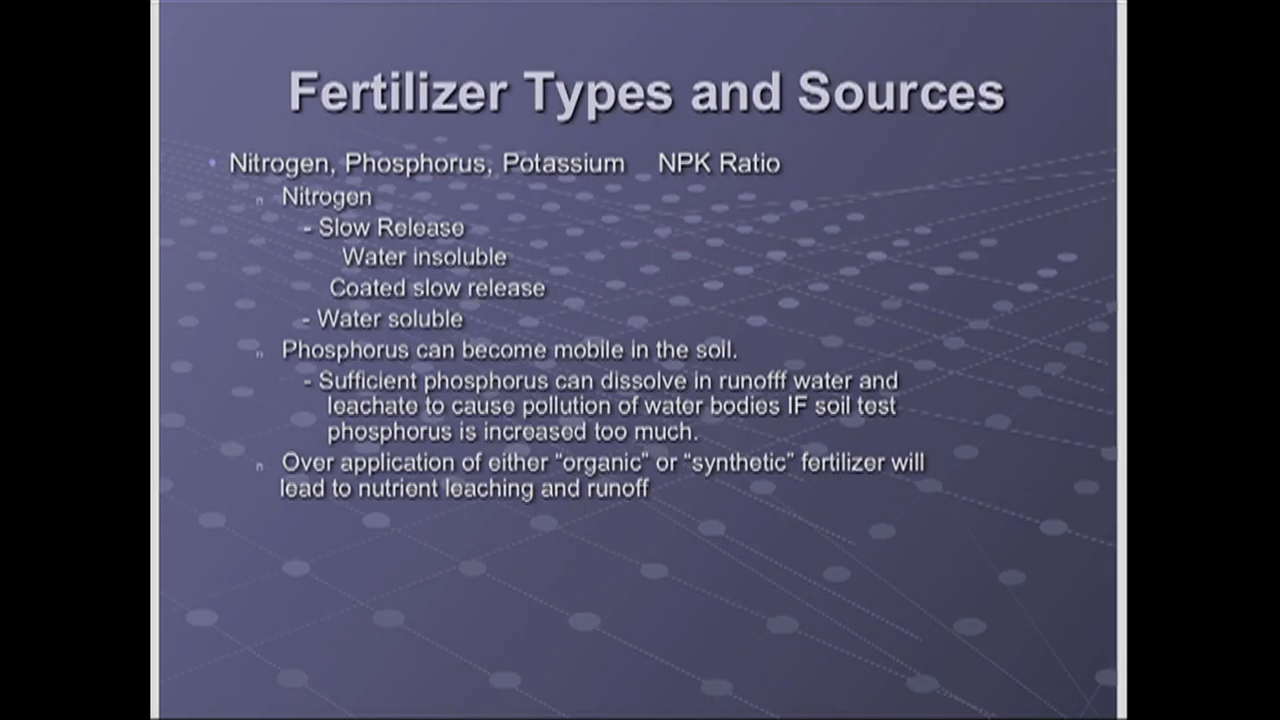 Fertilizer Types and Sources
• Nitrogen, Phosphorus, Potassium NPK Ratio
n Nitrogen
- Slow Release
Water insoluble
Coated slow release
- Water soluble
n Phosphorus can become mobile in the soil.
- Sufficient phosphorus can dissolve in runofff water and
leachate to cause pollution of water bodies IF soil test
phosphorus is increased too much.
n Over application of either “organic” or “synthetic” fertilizer will
lead to nutrient leaching and runoff